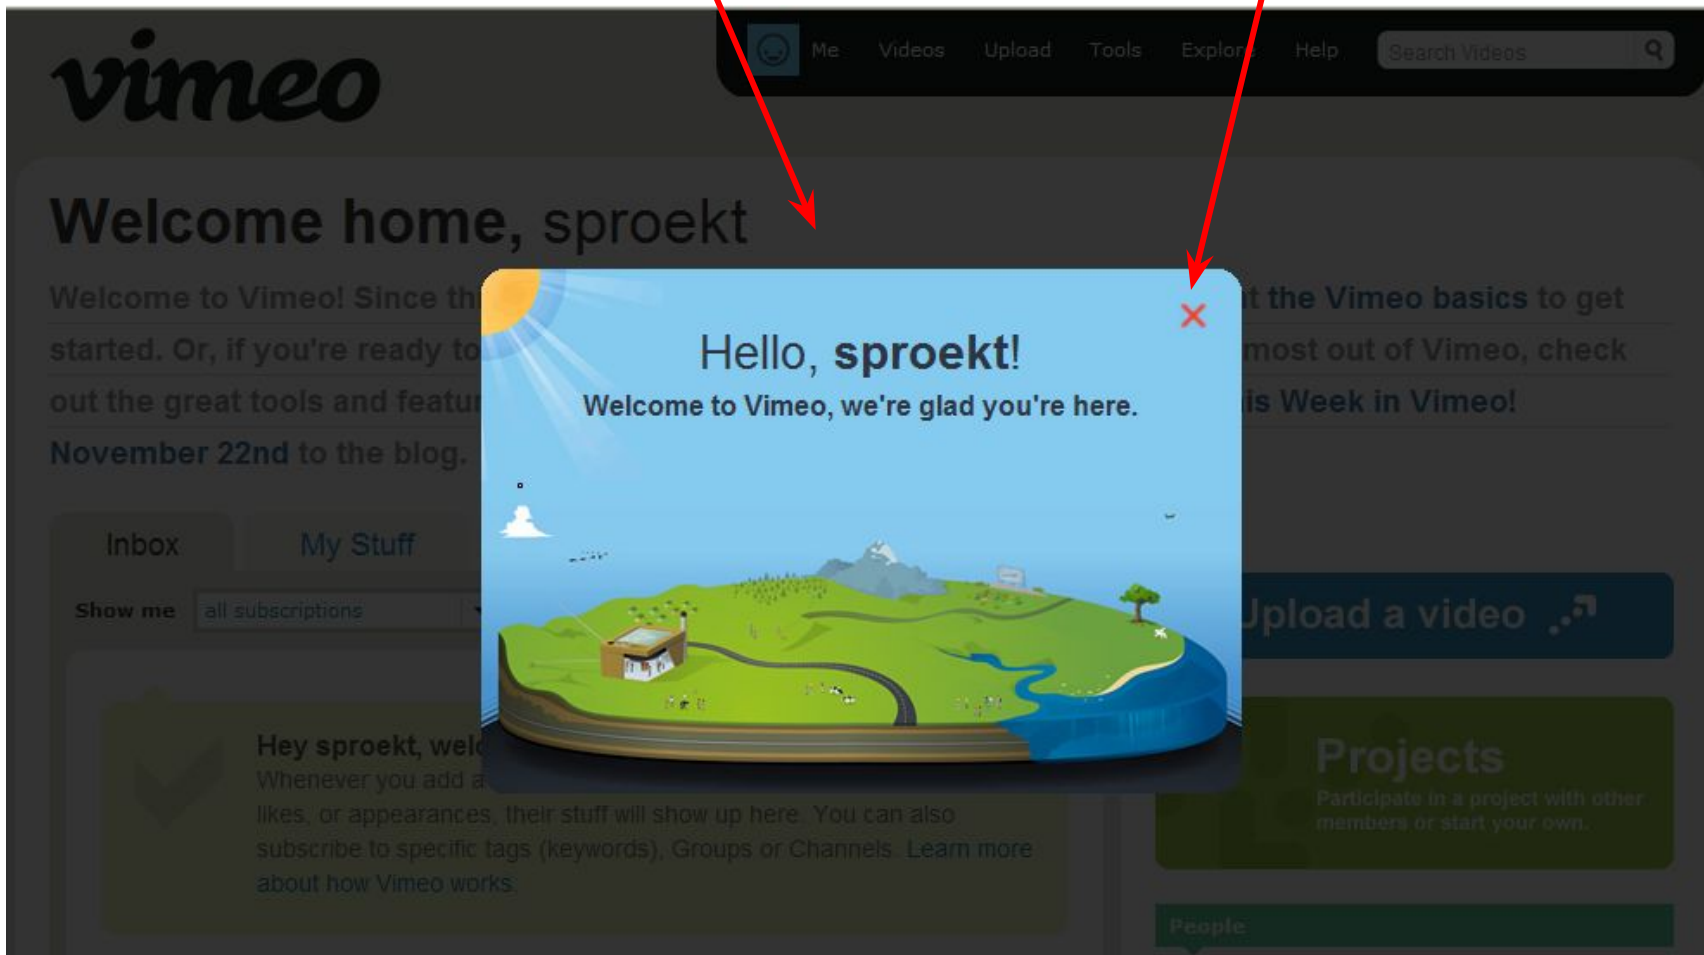 vimeo
Me Videos Upload Tools Explore Help Search Videos
Welcome home, sproekt
Welcome to Vimeo! Since th t the Vimeo basics to get
started. Or, if you're ready to most out of Vimeo, check
out the great tools and featu is Week in Vimeo!
November 22nd to the blog.
Hello, sproekt!
Welcome to Vimeo, we're glad you're here.
Inbox My Stuff
Show me all subscriptions
Upload a video
Hey sproekt, wel
Whenever you add a
likes, or appearances, their stuff will show up here. You can also
subscribe to specific tags (keywords), Groups or Channels. Learn more
about how Vimeo works.
Projects
Participate in a project with other
members or start your own.
People